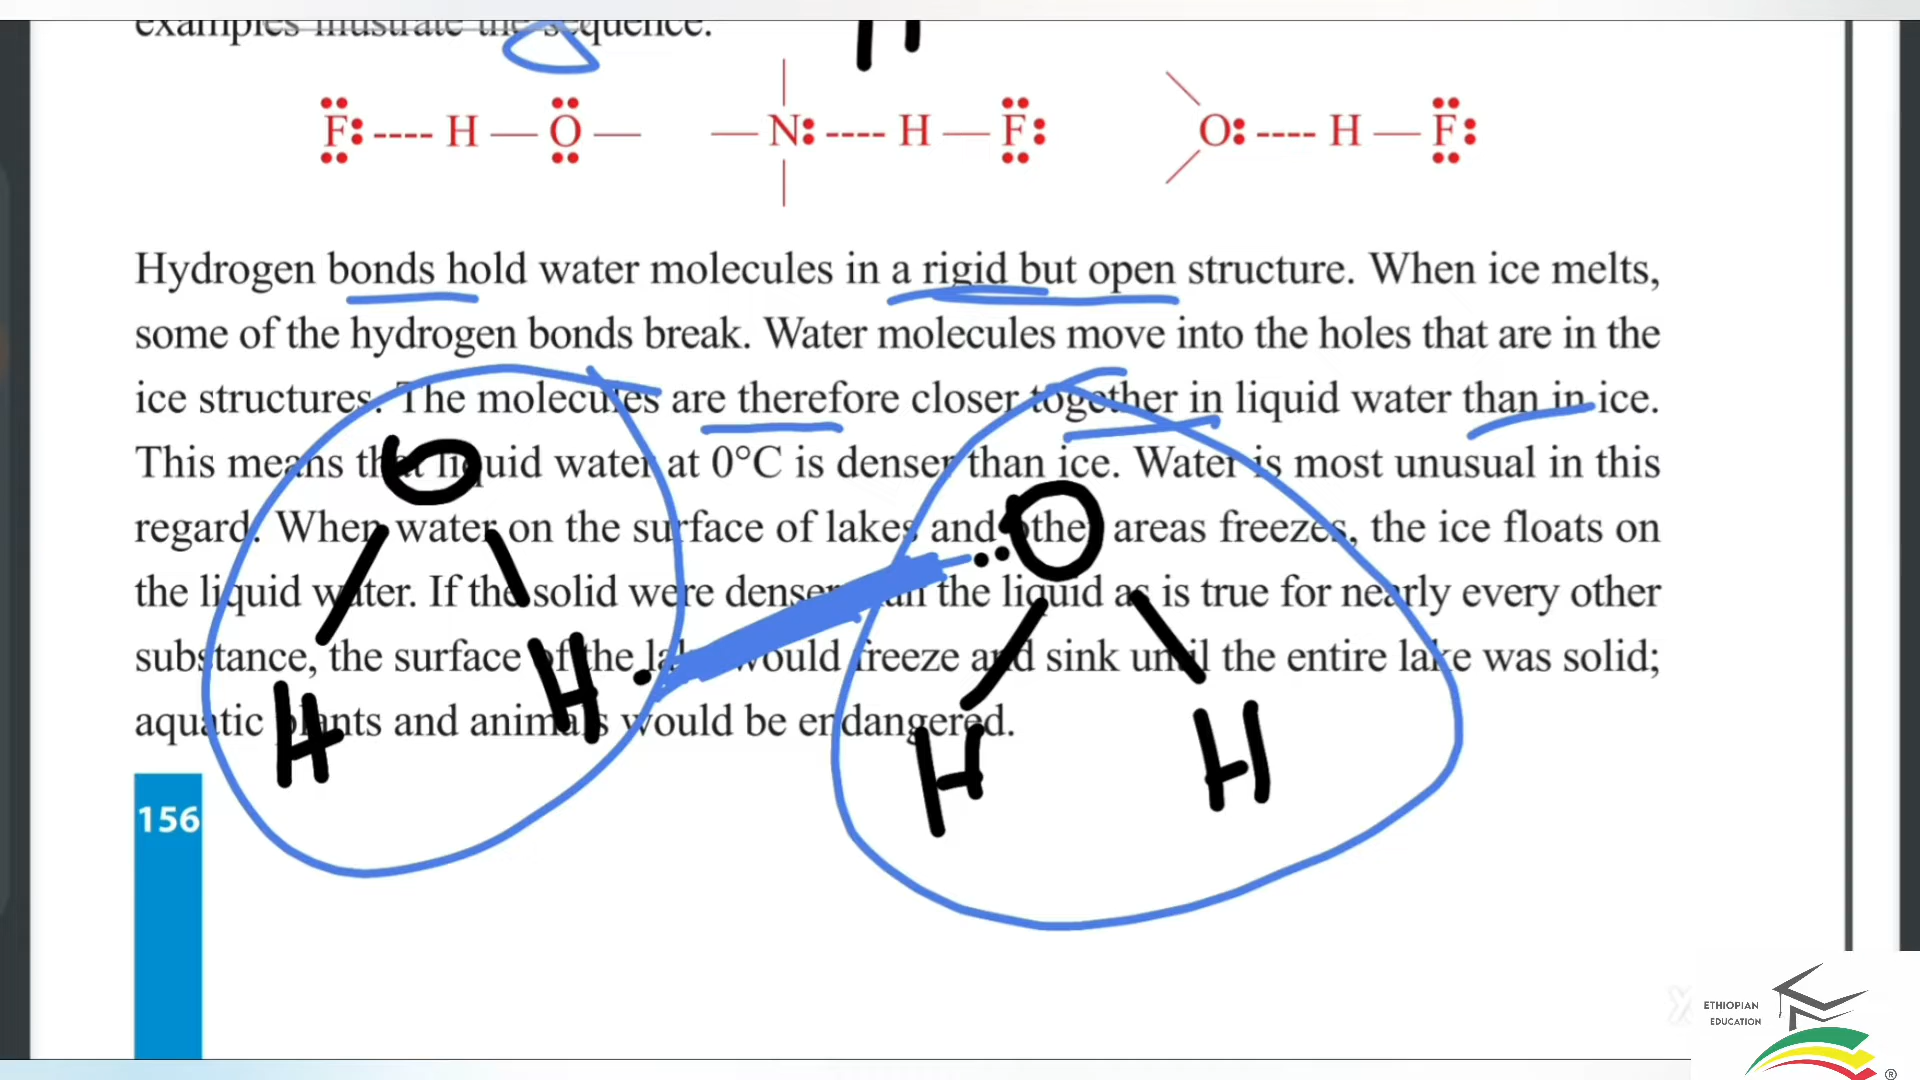 examples illustrate the sequence.
H
F ---- H — O —
— N ---- H — F
O ---- H — F
Hydrogen bonds hold water molecules in a rigid but open structure. When ice melts,
some of the hydrogen bonds break. Water molecules move into the holes that are in the
ice structures. The molecules are therefore closer together in liquid water than in ice.
This means that liquid water at 0°C is denser than ice. Water is most unusual in this
regard. When water on the surface of lakes and other areas freezes, the ice floats on
the liquid water. If the solid were denser than the liquid as is true for nearly every other
substance, the surface of the lake would freeze and sink until the entire lake was solid;
aquatic plants and animals would be endangered.
O
H H
O
H H
156
ETHIOPIAN
EDUCATION
®